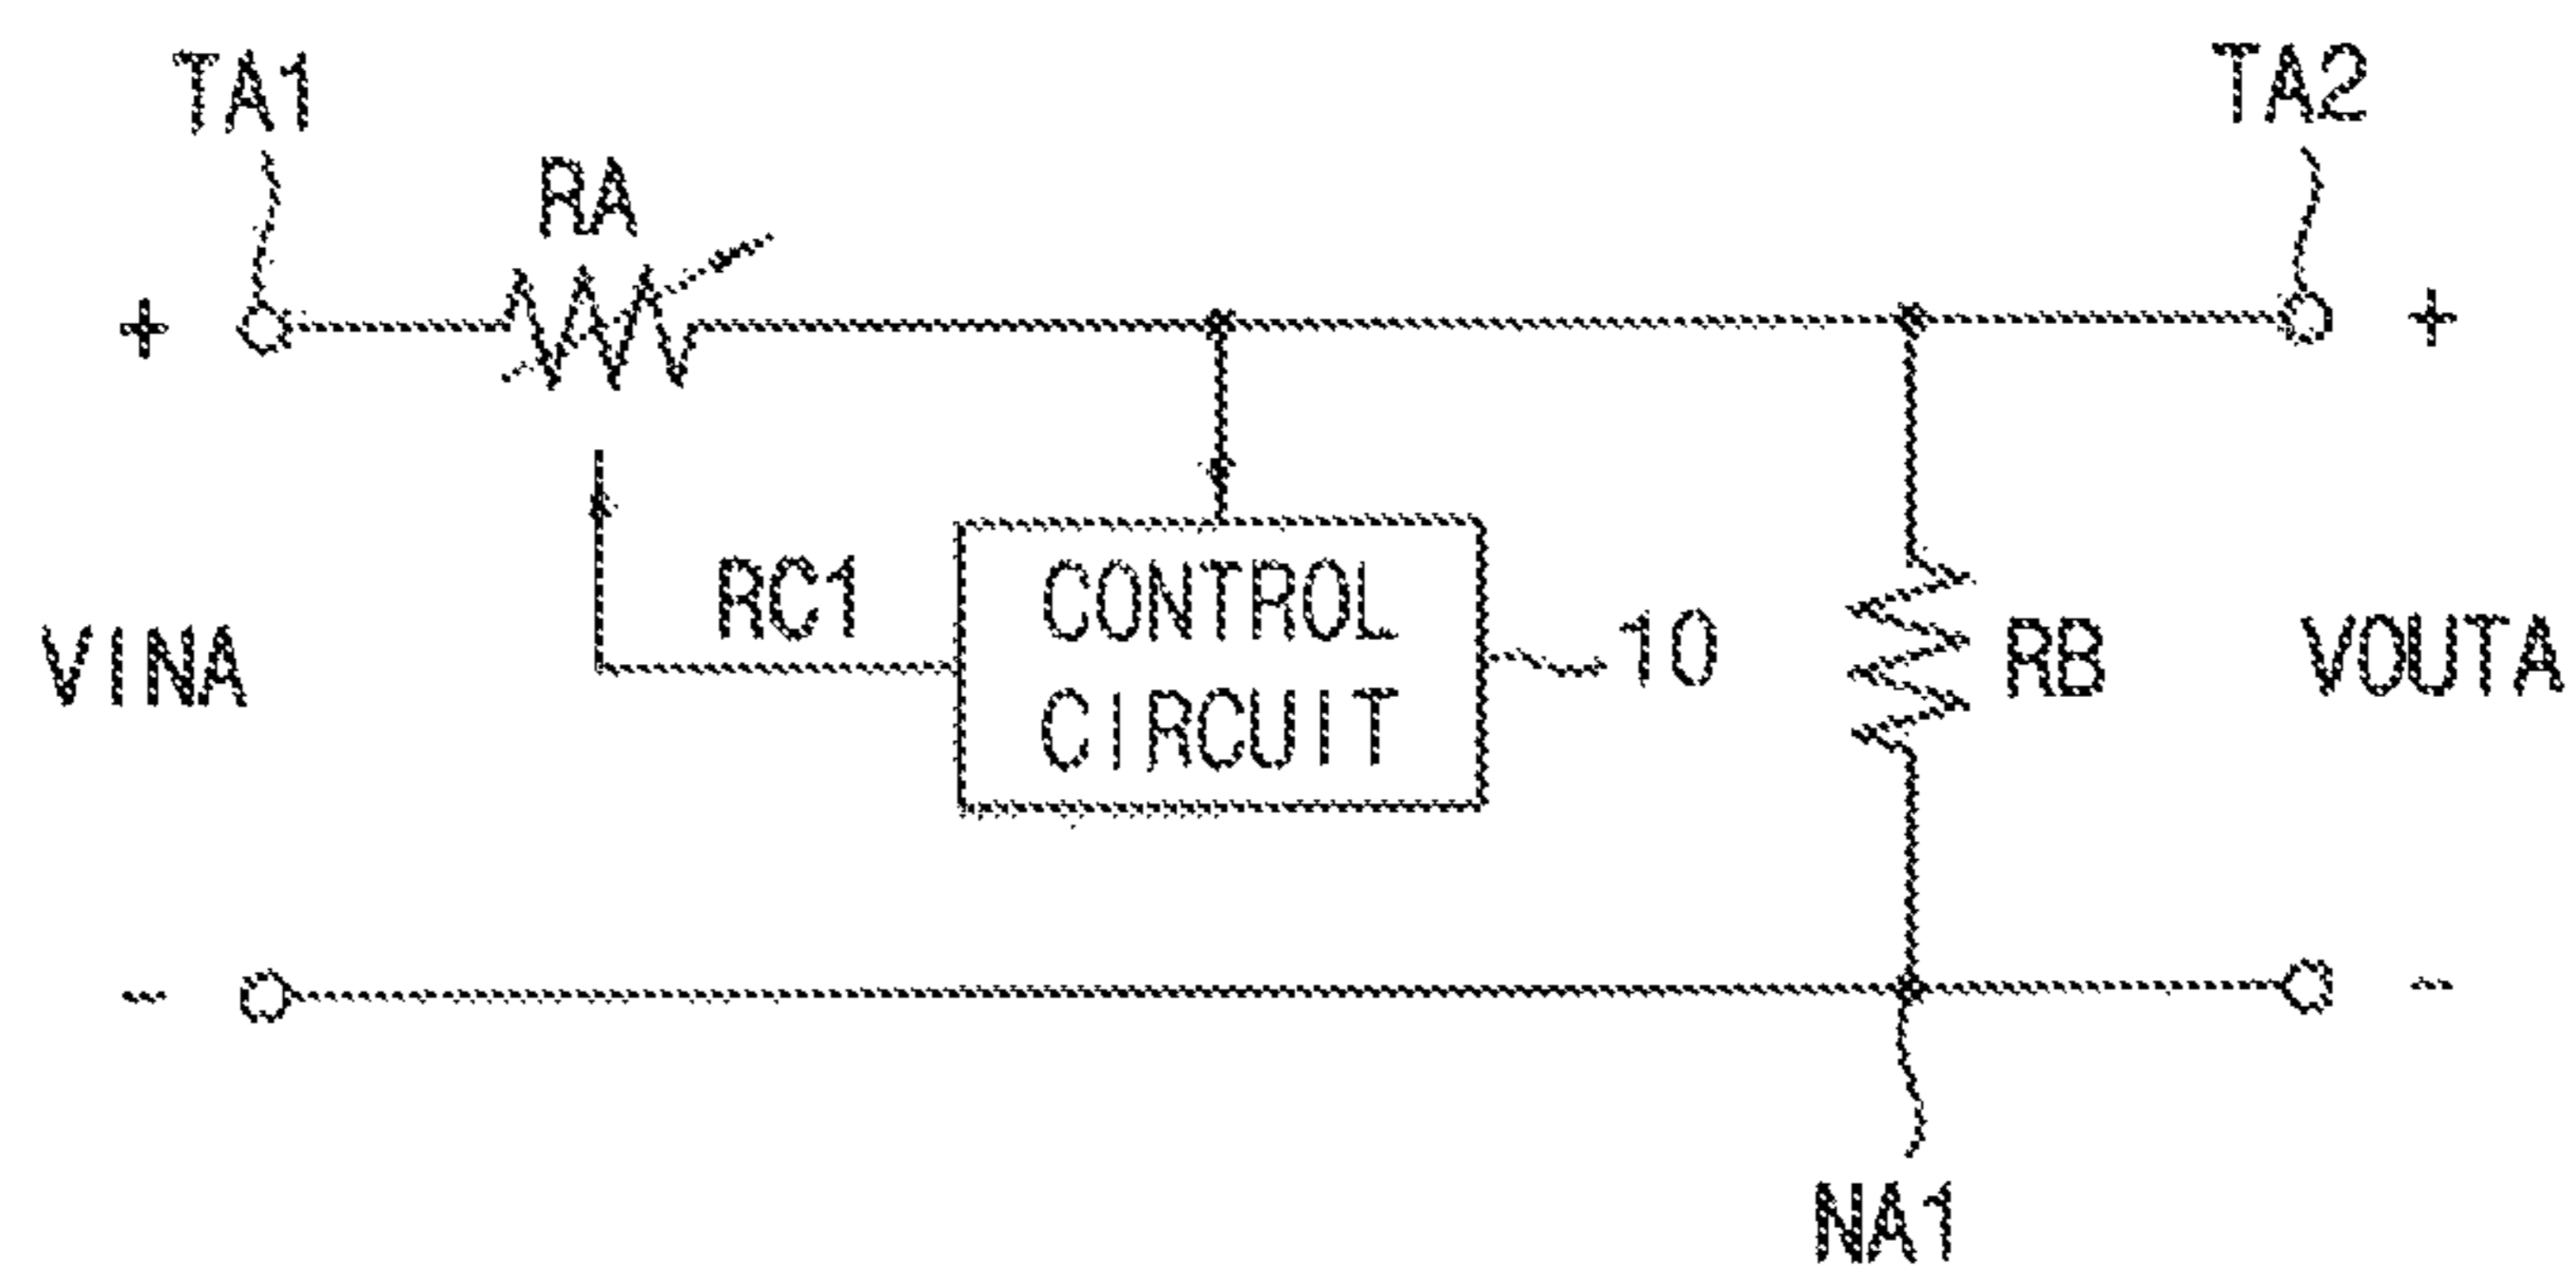 TA1
TA2
RA
+
+
RC1
CONTROL
CIRCUIT
10
VINA
RB
VOUTA
-
-
NA1